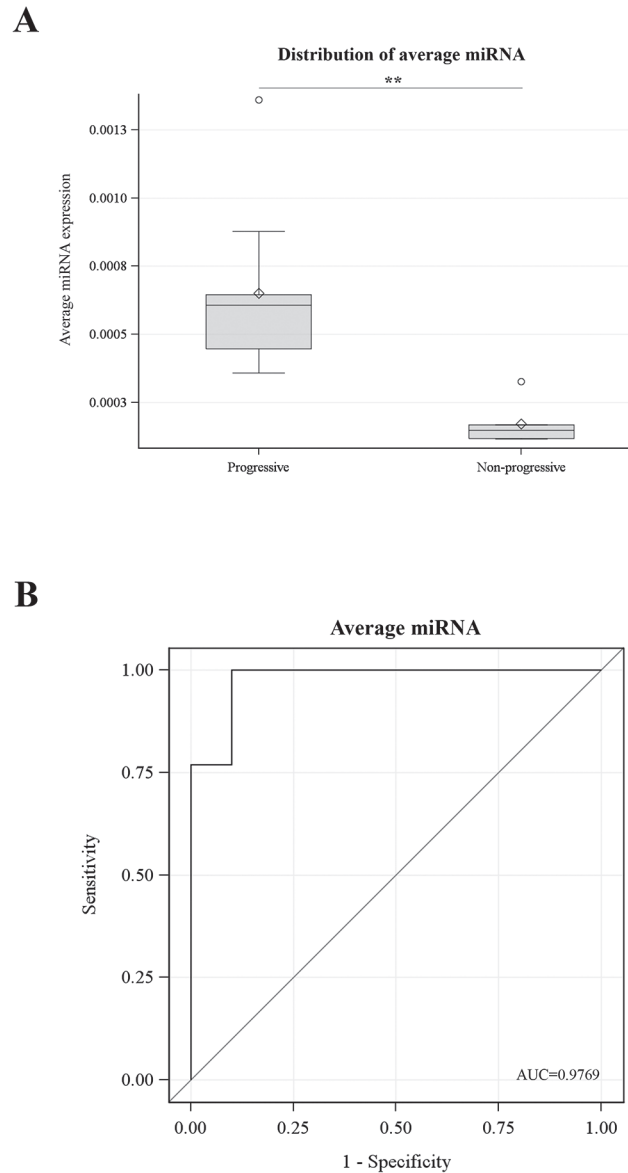 A
Distribution of average miRNA
**
Average miRNA expression
0.0013
0.0010
0.0008
0.0005
0.0003
Progressive Non-progressive
B
Average miRNA
Sensitivity
1.00
0.75
0.50
0.25
0.00
AUC=0.9769
0.00 0.25 0.50 0.75 1.00
1 - Specificity